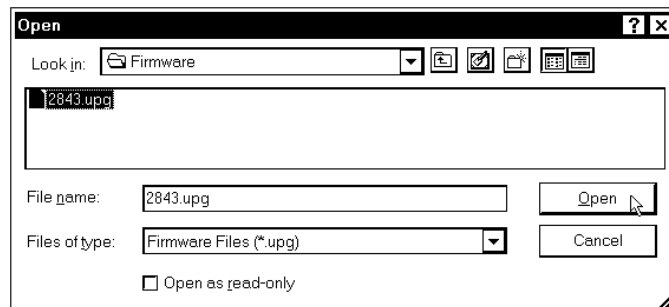 Open
Look in: Firmware
2843.upg
File name: 2843.upg Open
Files of type: Firmware Files (*.upg) Cancel
Open as read-only